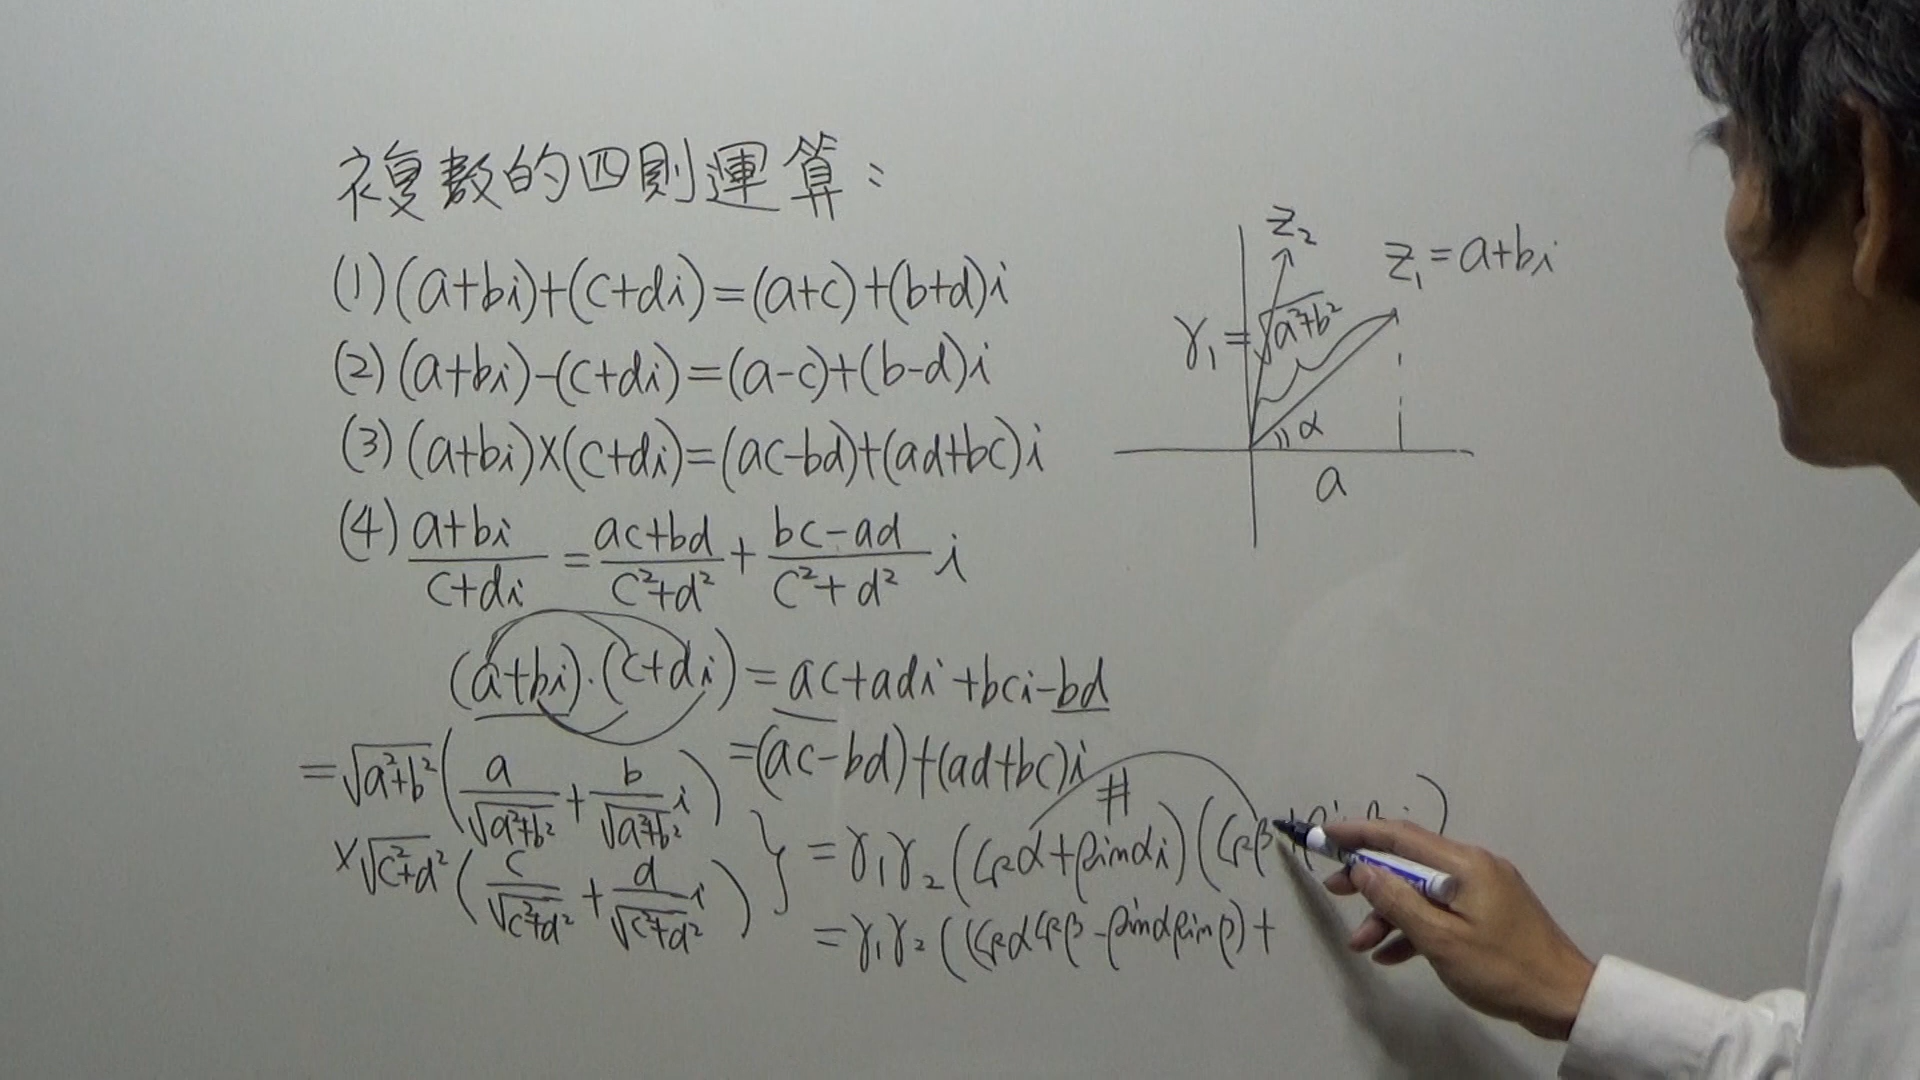 複數的四則運算:
(1)(a+bi)+(c+di)=(a+c)+(b+d)i
(2)(a+bi)-(c+di)=(a-c)+(b-d)i
(3)(a+bi)×(c+di)=(ac-bd)+(ad+bc)i
(4) a+bi/c+di = ac+bd/c²+d² + bc-ad/c²+d² i
(a+bi)·(c+di)=ac+adi+bci-bd
=(ac-bd)+(ad+bc)i #
=√a²+b² (a/√a²+b² + b/√a²+b² i)
×√c²+d² (c/√c²+d² + d/√c²+d² i)
} =γ₁γ₂(cosα+sinαi)(cosβ+
=γ₁γ₂((cosαcosβ-sinαsinβ)+
z₂
z₁=a+bi
γ₁=√a²+b²
α
a